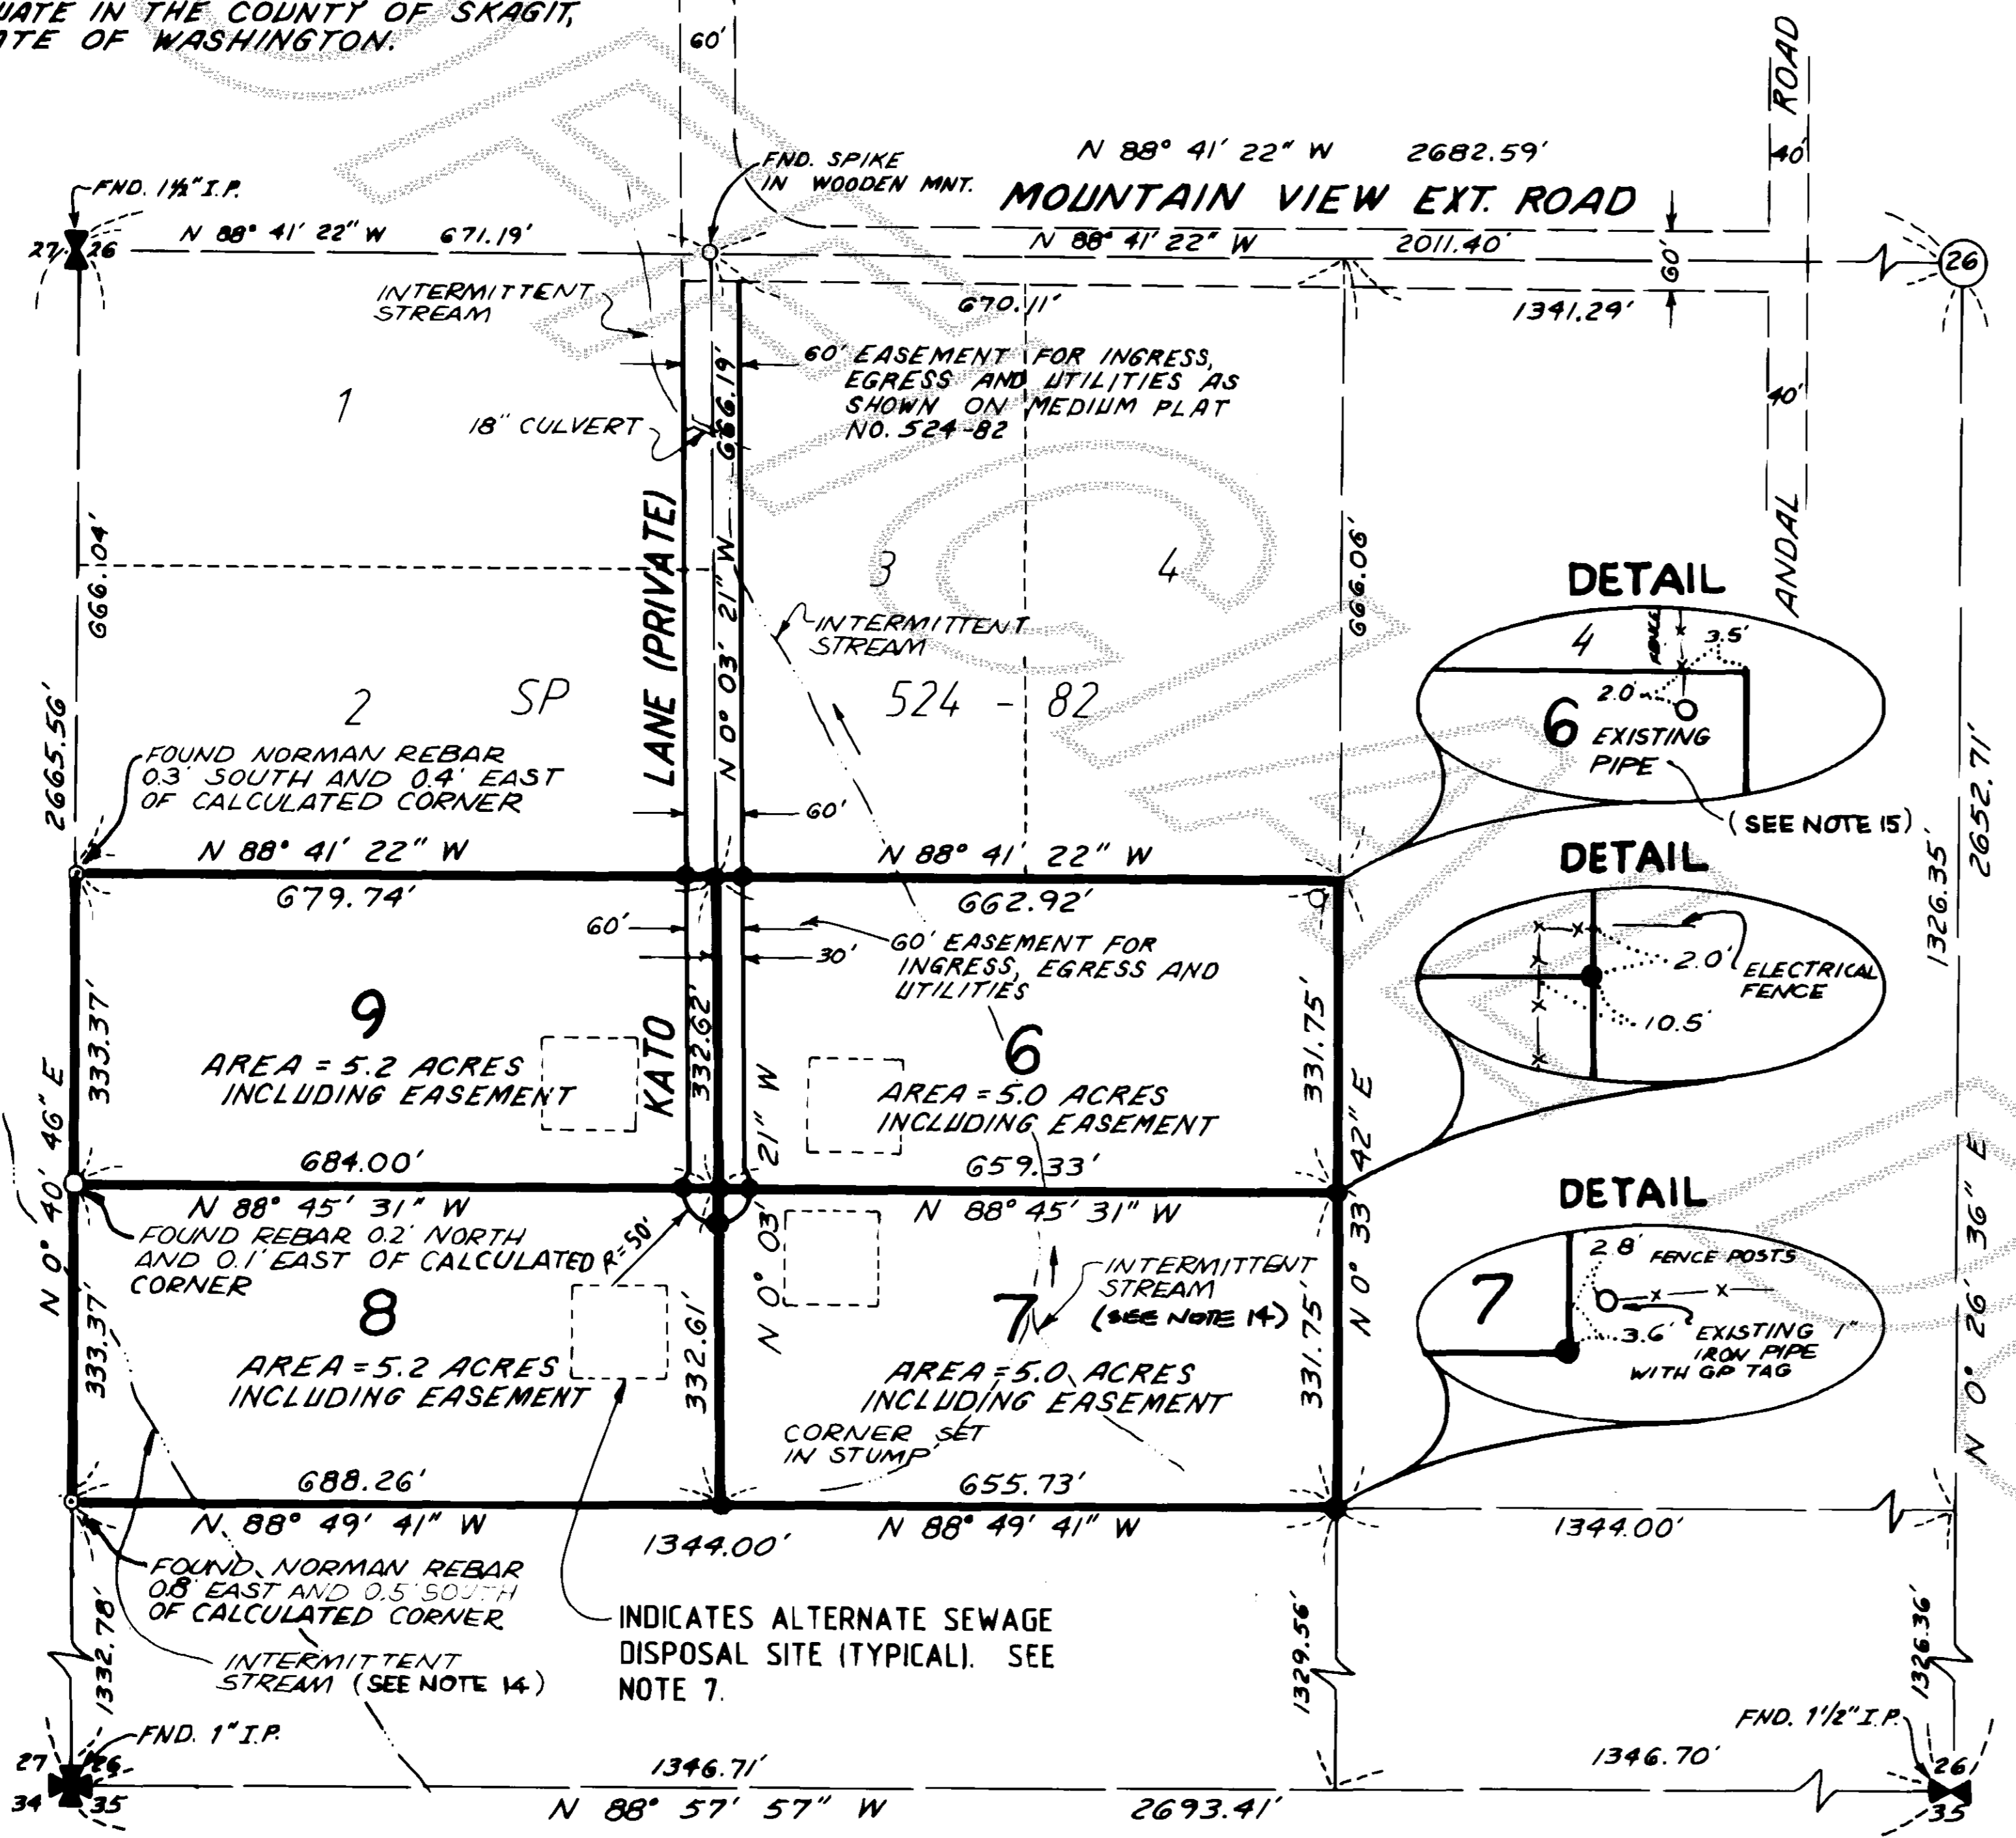 UATE IN THE COUNTY OF SKAGIT,
ATE OF WASHINGTON.
60'
ROAD
40'
N 88° 41' 22" W 2682.59'
MOUNTAIN VIEW EXT. ROAD
FND. SPIKE
IN WOODEN MNT.
FND. 1½" I.P.
27 26
N 88° 41' 22" W 671.19'
N 88° 41' 22" W 2011.40'
60'
26
INTERMITTENT
STREAM
670.11'
1341.29'
60' EASEMENT FOR INGRESS,
EGRESS AND UTILITIES AS
SHOWN ON MEDIUM PLAT
NO. 524-82
40'
1
18" CULVERT
666.19'
LANE (PRIVATE)
N 0° 03' 21" W
666.04'
3
4
666.06'
ANDAL
INTERMITTENT
STREAM
2
SP
524 - 82
2665.56'
DETAIL
4
FENCE
3.5'
2.0'
6
EXISTING
PIPE
(SEE NOTE 15)
2652.71'
1326.35'
FOUND NORMAN REBAR
0.3' SOUTH AND 0.4' EAST
OF CALCULATED CORNER
60'
N 88° 41' 22" W
N 88° 41' 22" W
679.74'
662.92'
DETAIL
2.0'
ELECTRICAL
FENCE
10.5'
60'
30'
60' EASEMENT FOR
INGRESS, EGRESS AND
UTILITIES
333.37'
9
AREA = 5.2 ACRES
INCLUDING EASEMENT
KATO
332.62'
6
AREA = 5.0 ACRES
INCLUDING EASEMENT
331.75'
N 0° 40' 46" E
684.00'
659.33'
N 88° 45' 31" W
N 88° 45' 31" W
N 0° 03' 21" W
N 0° 33' 42" E
N 0° 26' 36" E
FOUND REBAR 0.2' NORTH
AND 0.1' EAST OF CALCULATED
CORNER
R=50'
DETAIL
7
2.8'
FENCE POSTS
3.6'
EXISTING 1"
IRON PIPE
WITH GP TAG
INTERMITTENT
STREAM
(SEE NOTE 14)
333.37'
8
AREA = 5.2 ACRES
INCLUDING EASEMENT
332.61'
7
AREA = 5.0 ACRES
INCLUDING EASEMENT
331.75'
CORNER SET
IN STUMP
688.26'
655.73'
N 88° 49' 41" W
N 88° 49' 41" W
1344.00'
1344.00'
FOUND NORMAN REBAR
0.8' EAST AND 0.5' SOUTH
OF CALCULATED CORNER
1332.78'
INTERMITTENT
STREAM (SEE NOTE 14)
INDICATES ALTERNATE SEWAGE
DISPOSAL SITE (TYPICAL). SEE
NOTE 7.
1329.56'
1326.36'
FND. 1" I.P.
FND. 1 1/2" I.P.
27 26
34 35
1346.71'
1346.70'
26
35
N 88° 57' 57" W 2693.41'